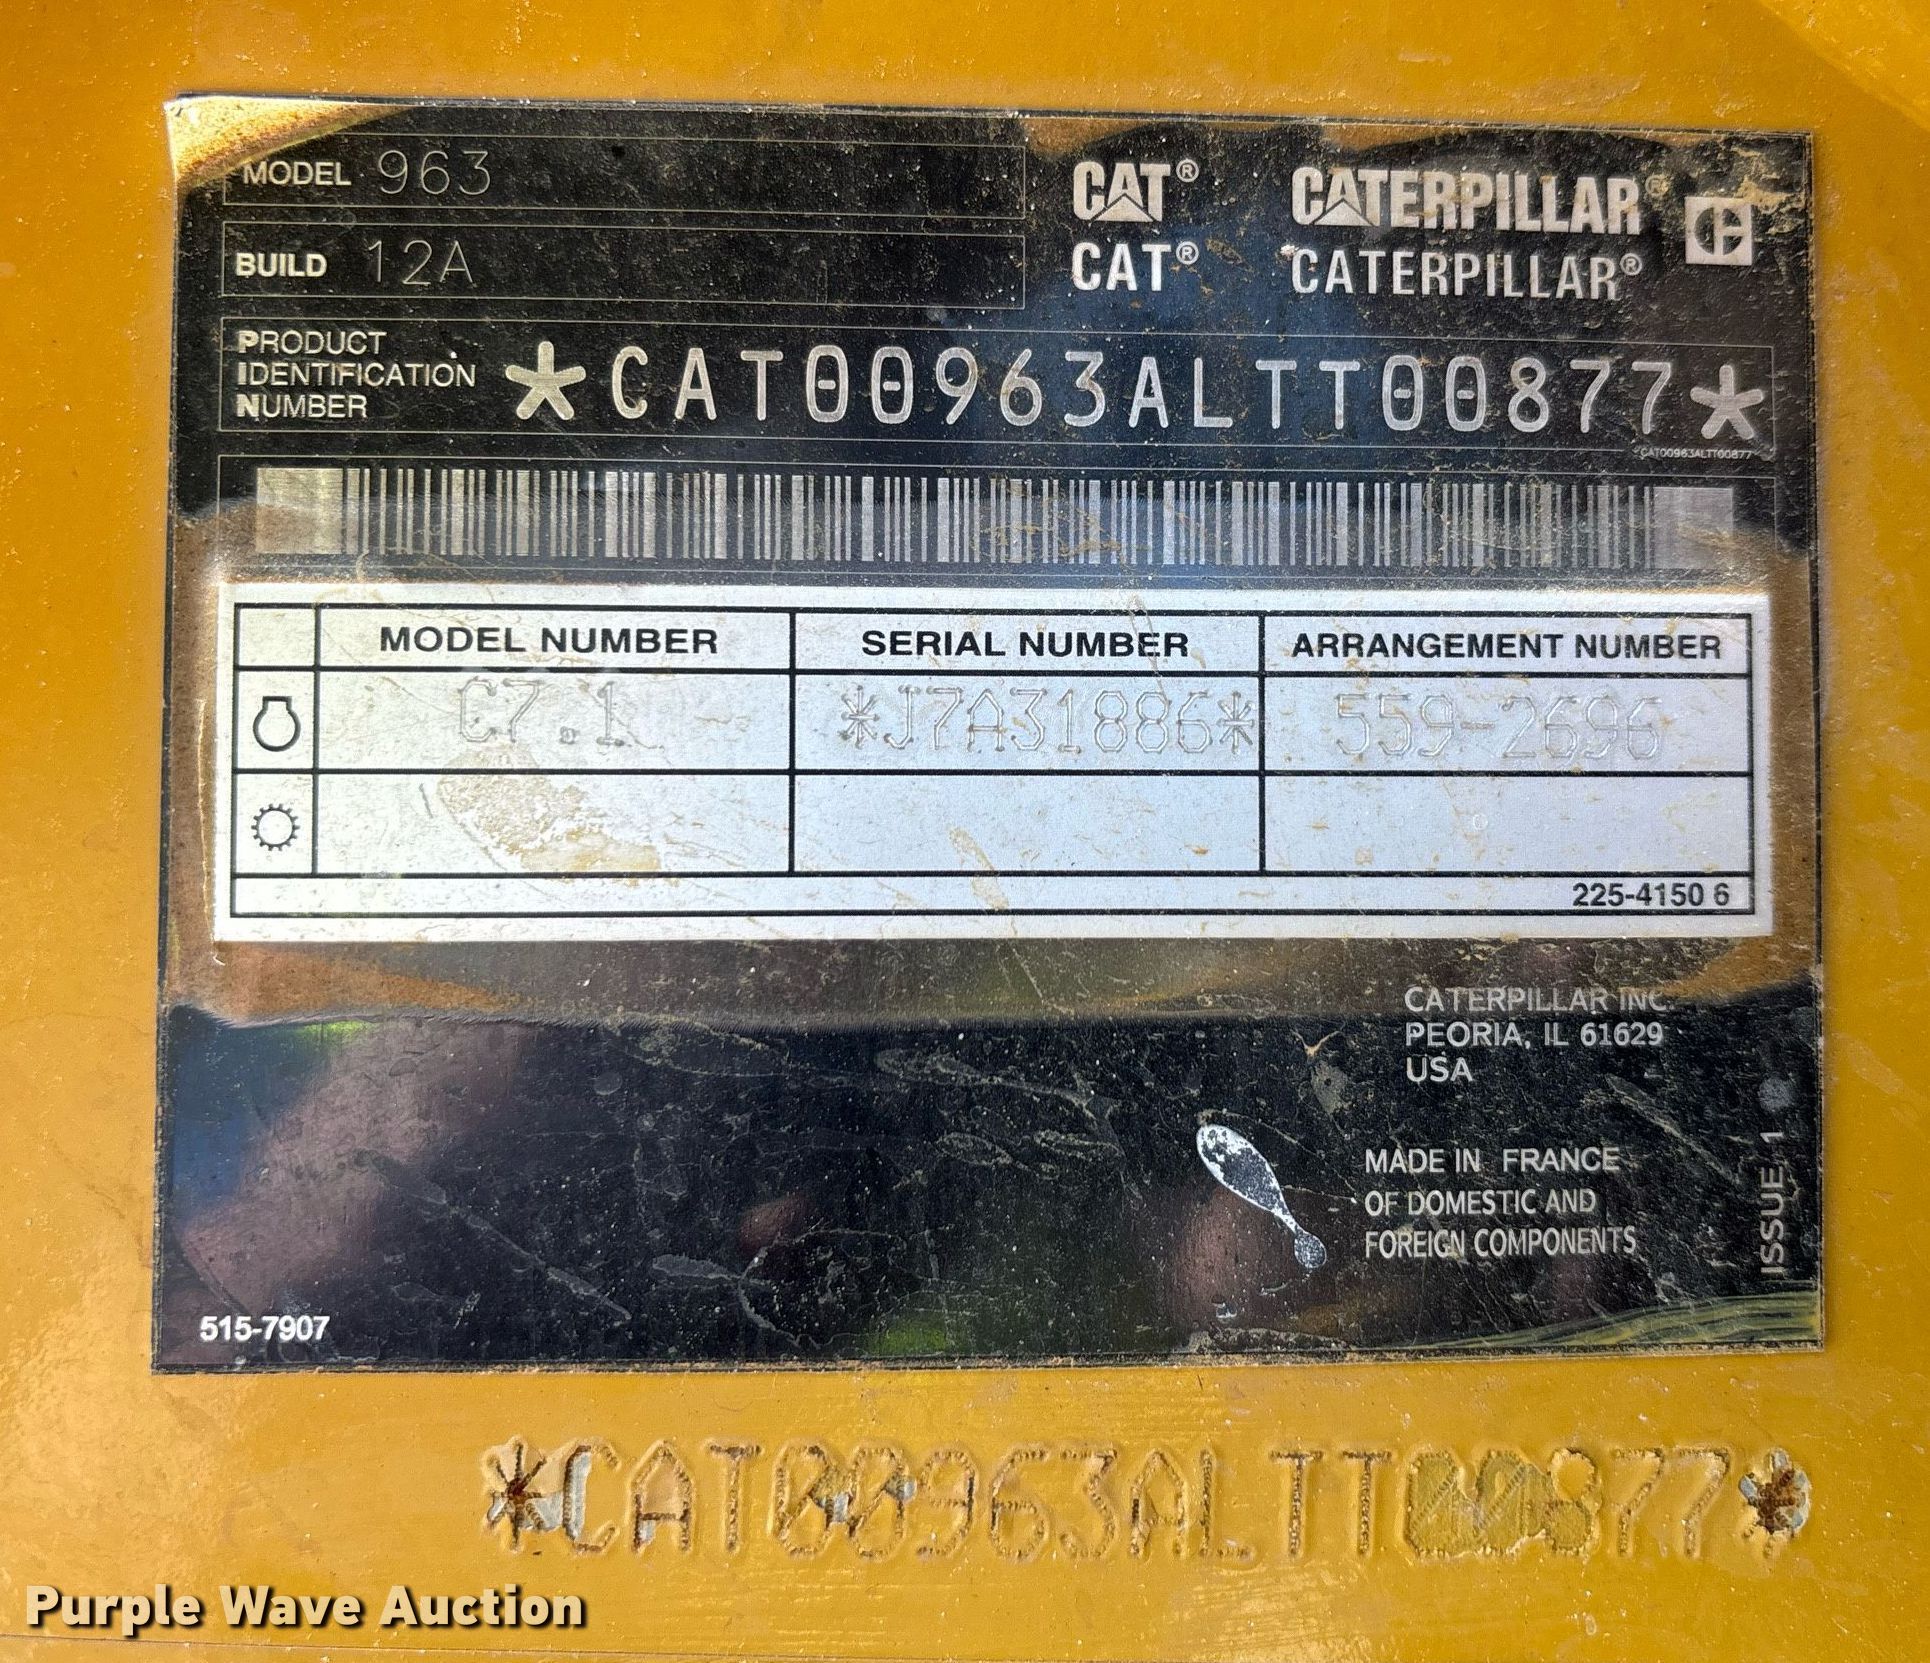 MODEL 963
CAT® CATERPILLAR®
BUILD 12A
CAT® CATERPILLAR®
PRODUCT
IDENTIFICATION
NUMBER
*CAT00963ALTT00877*
CAT00963ALTT00877
MODEL NUMBER SERIAL NUMBER ARRANGEMENT NUMBER
C7.1 *J7A31886* 559-2696
225-4150 6
CATERPILLAR INC.
PEORIA, IL 61629
USA
MADE IN FRANCE
OF DOMESTIC AND
FOREIGN COMPONENTS
ISSUE 1
515-7907
*CAT00963ALTT00877*
Purple Wave Auction